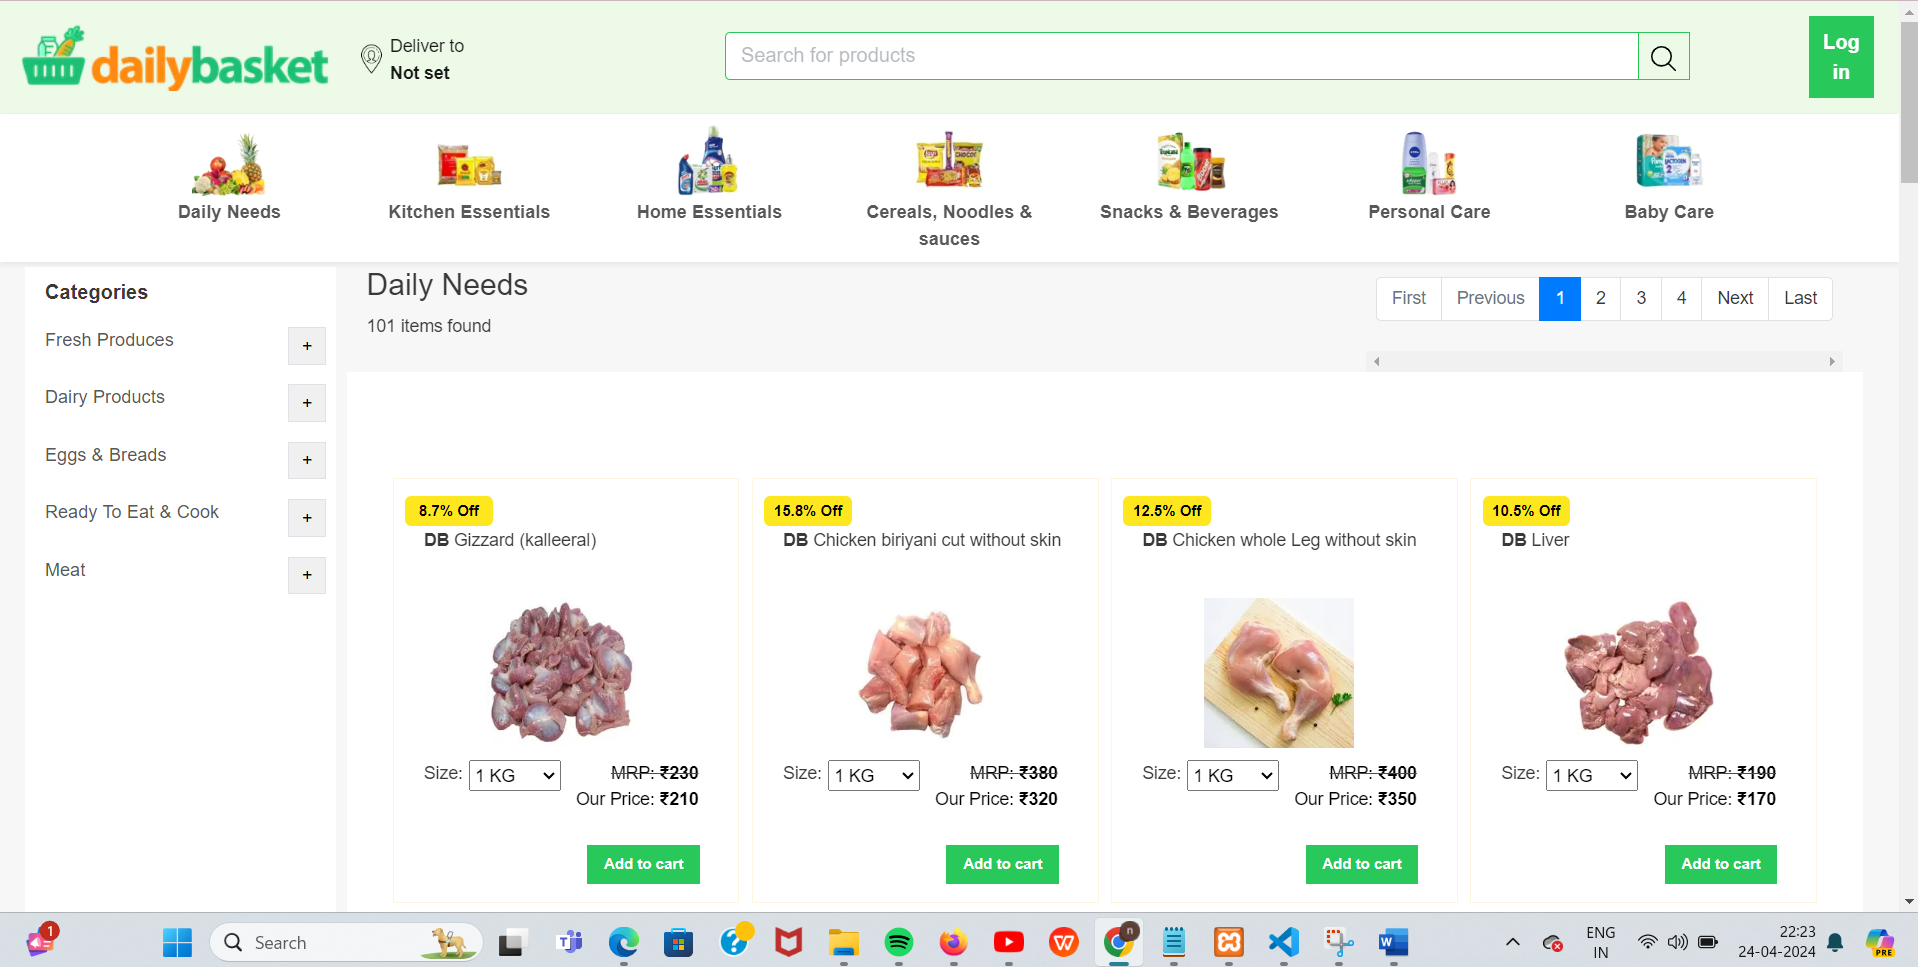 dailybasket
Deliver to
Not set
Search for products
Log
in
Daily Needs
Kitchen Essentials
Home Essentials
Cereals, Noodles &
sauces
Snacks & Beverages
Personal Care
Baby Care
Categories
Fresh Produces +
Dairy Products +
Eggs & Breads +
Ready To Eat & Cook +
Meat +
Daily Needs
101 items found
First Previous 1 2 3 4 Next Last
8.7% Off
DB Gizzard (kalleeral)
Size: 1 KG MRP: ₹230
Our Price: ₹210
Add to cart
15.8% Off
DB Chicken biriyani cut without skin
Size: 1 KG MRP: ₹380
Our Price: ₹320
Add to cart
12.5% Off
DB Chicken whole Leg without skin
Size: 1 KG MRP: ₹400
Our Price: ₹350
Add to cart
10.5% Off
DB Liver
Size: 1 KG MRP: ₹190
Our Price: ₹170
Add to cart
1
Search
n
ENG
IN
22:23
24-04-2024
PRE